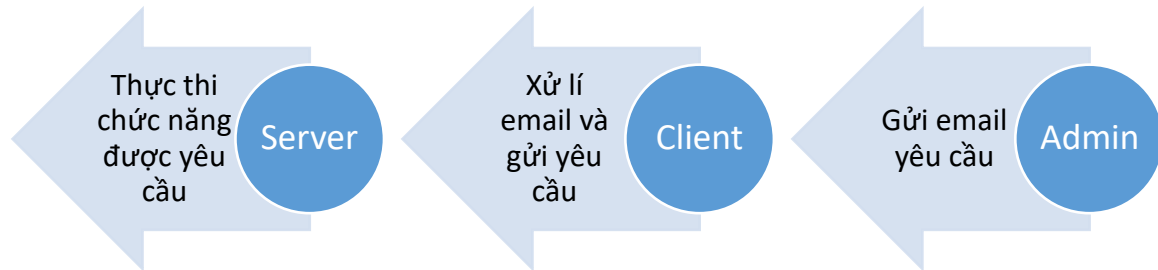 Thực thi
chức năng
được yêu
cầu
Server
Xử lí
email và
gửi yêu
cầu
Client
Gửi email
yêu cầu
Admin